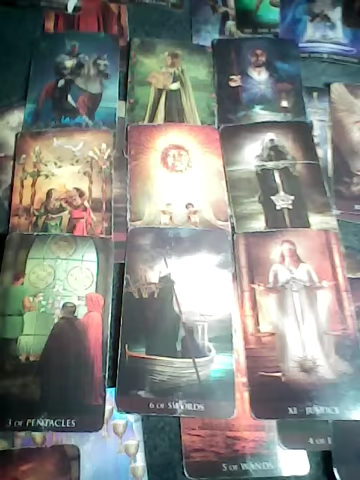 3 OF PENTACLES
6 OF SWORDS
XI - JUSTICE
5 OF WANDS
4 OF